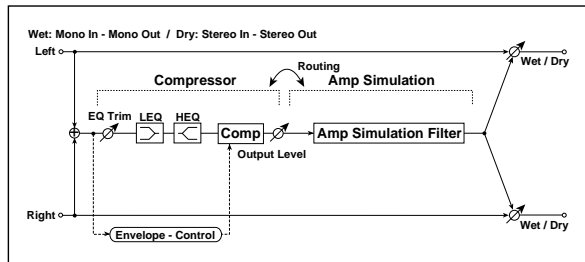 Wet: Mono In - Mono Out / Dry: Stereo In - Stereo Out
Left
Wet / Dry
Routing
Compressor
Amp Simulation
EQ Trim
LEQ
HEQ
Comp
Amp Simulation Filter
Output Level
Right
Wet / Dry
Envelope - Control